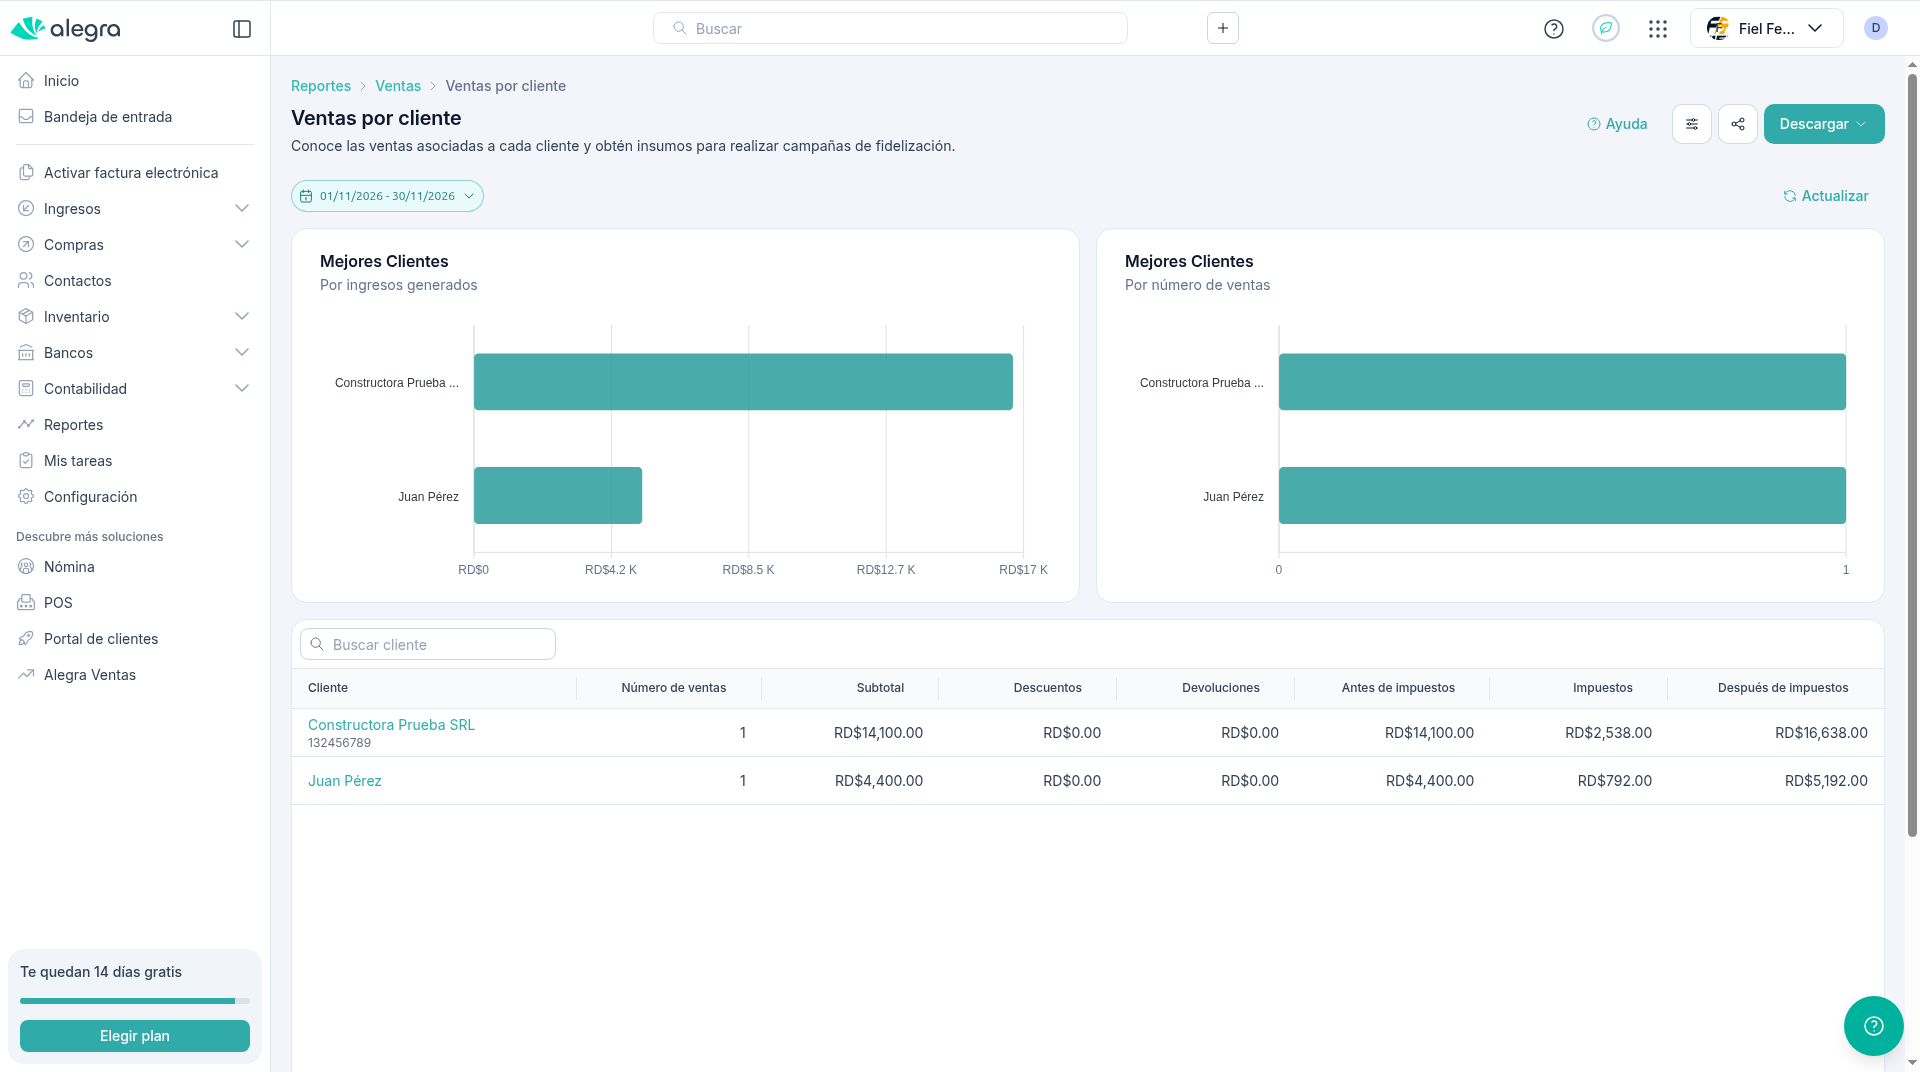 alegra
Buscar
Fiel Fe...
D
Inicio
Bandeja de entrada
Activar factura electrónica
Ingresos
Compras
Contactos
Inventario
Bancos
Contabilidad
Reportes
Mis tareas
Configuración
Descubre más soluciones
Nómina
POS
Portal de clientes
Alegra Ventas
Te quedan 14 días gratis
Elegir plan
Reportes > Ventas > Ventas por cliente
Ventas por cliente
Conoce las ventas asociadas a cada cliente y obtén insumos para realizar campañas de fidelización.
Ayuda
Descargar
01/11/2026 - 30/11/2026
Actualizar
Mejores Clientes
Por ingresos generados
Constructora Prueba ...
Juan Pérez
RD$0 RD$4.2 K RD$8.5 K RD$12.7 K RD$17 K
Mejores Clientes
Por número de ventas
Constructora Prueba ...
Juan Pérez
0 1
Buscar cliente
Cliente Número de ventas Subtotal Descuentos Devoluciones Antes de impuestos Impuestos Después de impuestos
Constructora Prueba SRL 1 RD$14,100.00 RD$0.00 RD$0.00 RD$14,100.00 RD$2,538.00 RD$16,638.00
132456789
Juan Pérez 1 RD$4,400.00 RD$0.00 RD$0.00 RD$4,400.00 RD$792.00 RD$5,192.00